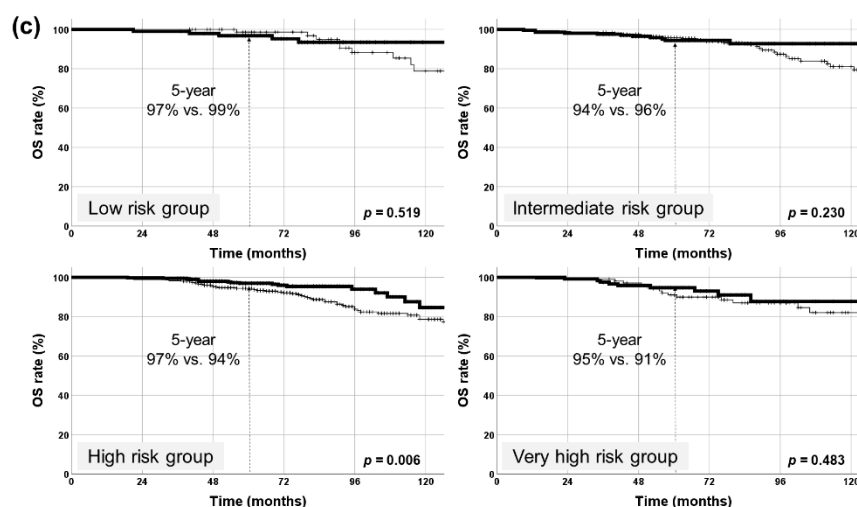 (c)
100
80
60
40
20
0
OS rate (%)
5-year
97% vs. 99%
Low risk group
p = 0.519
0 24 48 72 96 120
Time (months)
100
80
60
40
20
0
OS rate (%)
5-year
94% vs. 96%
Intermediate risk group
p = 0.230
0 24 48 72 96 120
Time (months)
100
80
60
40
20
0
OS rate (%)
5-year
97% vs. 94%
High risk group
p = 0.006
0 24 48 72 96 120
Time (months)
100
80
60
40
20
0
OS rate (%)
5-year
95% vs. 91%
Very high risk group
p = 0.483
0 24 48 72 96 120
Time (months)